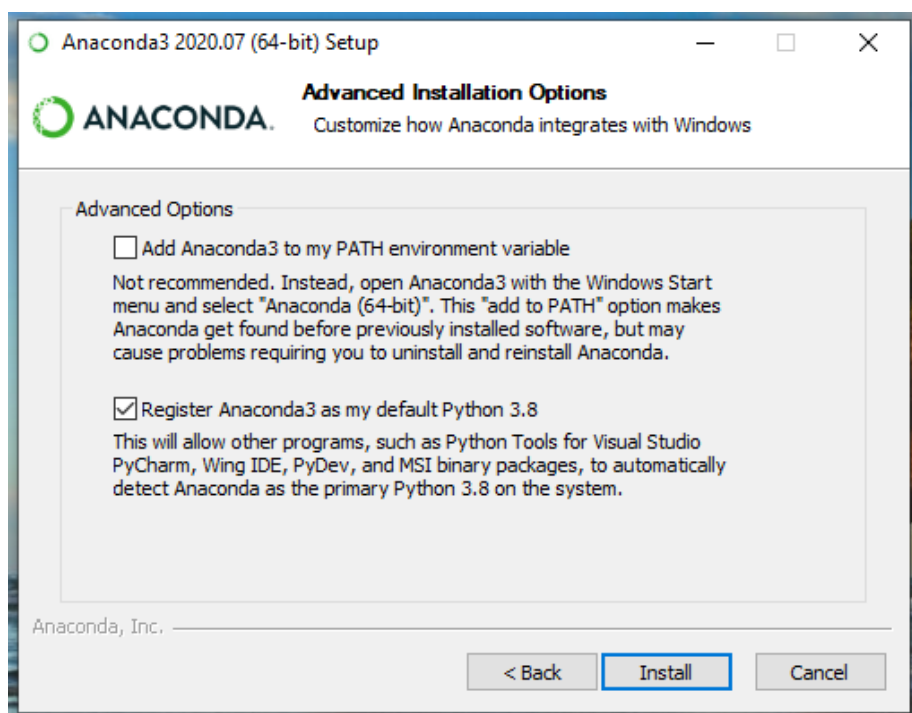 Anaconda3 2020.07 (64-bit) Setup
ANACONDA.
Advanced Installation Options
Customize how Anaconda integrates with Windows
Advanced Options
Add Anaconda3 to my PATH environment variable
Not recommended. Instead, open Anaconda3 with the Windows Start
menu and select "Anaconda (64-bit)". This "add to PATH" option makes
Anaconda get found before previously installed software, but may
cause problems requiring you to uninstall and reinstall Anaconda.
Register Anaconda3 as my default Python 3.8
This will allow other programs, such as Python Tools for Visual Studio
PyCharm, Wing IDE, PyDev, and MSI binary packages, to automatically
detect Anaconda as the primary Python 3.8 on the system.
Anaconda, Inc.
< Back Install Cancel